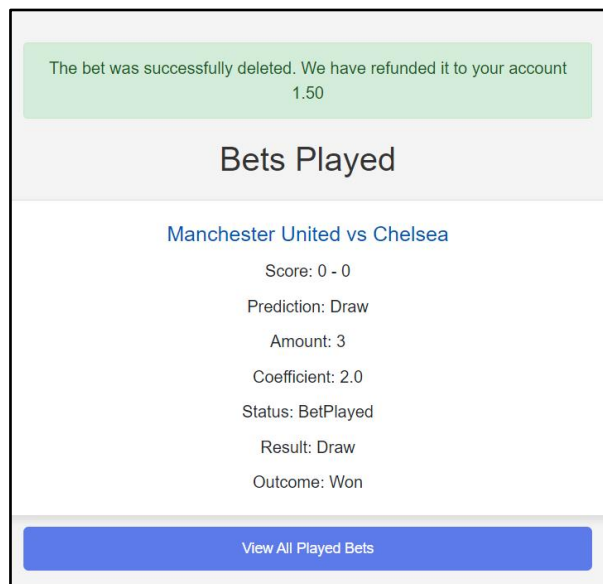 The bet was successfully deleted. We have refunded it to your account
1.50
Bets Played
Manchester United vs Chelsea
Score: 0 - 0
Prediction: Draw
Amount: 3
Coefficient: 2.0
Status: BetPlayed
Result: Draw
Outcome: Won
View All Played Bets